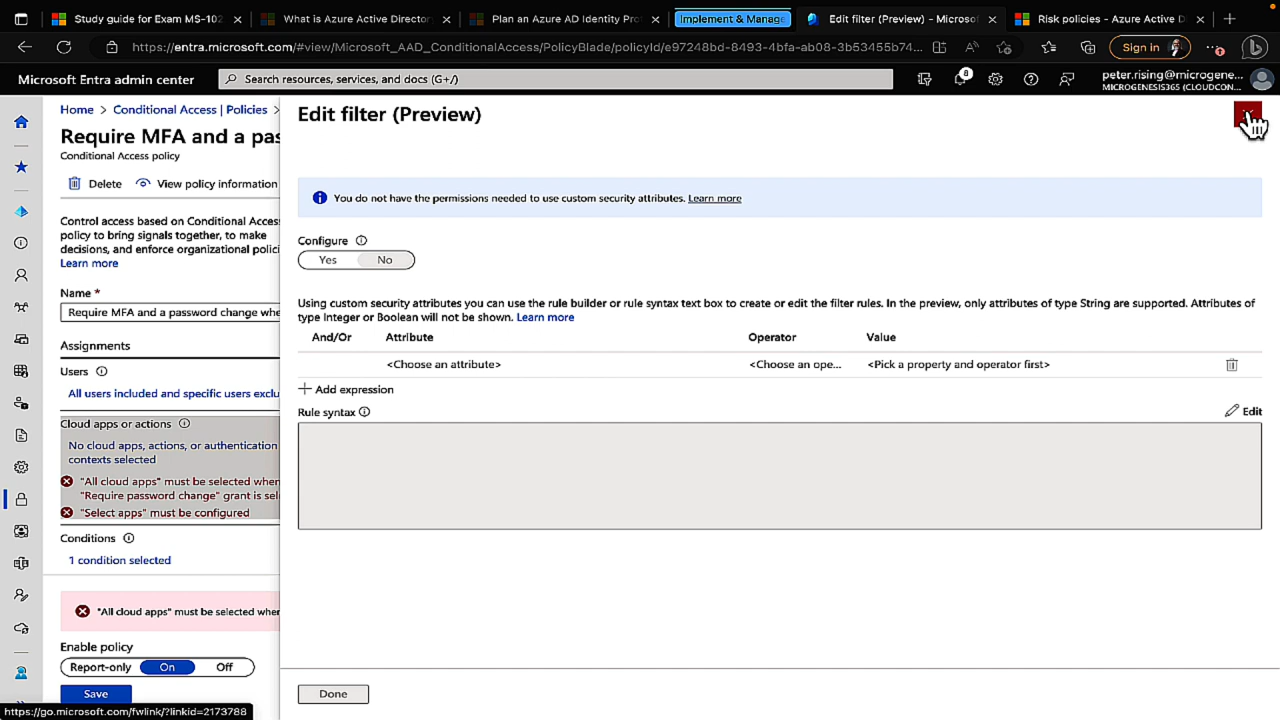 Study guide for Exam MS-102
What is Azure Active Director
Plan an Azure AD Identity Pro
Implement & Manage
Edit filter (Preview) - Microsof
Risk policies - Azure Active D
https://entra.microsoft.com/#view/Microsoft_AAD_ConditionalAccess/PolicyBlade/policyId/e97248bd-8493-4bfa-ab08-3b53455b74...
Sign in
Microsoft Entra admin center
Search resources, services, and docs (G+/)
8
peter.rising@microgene...
MICROGENESIS365 (CLOUDCON...
Home > Conditional Access | Policies >
Require MFA and a pas
Conditional Access policy
Delete
View policy information
Control access based on Conditional Access
policy to bring signals together, to make
decisions, and enforce organizational polici
Learn more
Name *
Require MFA and a password change whe
Assignments
Users
All users included and specific users exclu
Cloud apps or actions
No cloud apps, actions, or authentication
contexts selected
"All cloud apps" must be selected when
"Require password change" grant is sele
"Select apps" must be configured
Conditions
1 condition selected
"All cloud apps" must be selected when
Enable policy
Report-only On Off
Save
https://go.microsoft.com/fwlink/?linkid=2173788
Edit filter (Preview)
You do not have the permissions needed to use custom security attributes. Learn more
Configure
Yes No
Using custom security attributes you can use the rule builder or rule syntax text box to create or edit the filter rules. In the preview, only attributes of type String are supported. Attributes of
type Integer or Boolean will not be shown. Learn more
And/Or Attribute Operator Value
<Choose an attribute> <Choose an ope... <Pick a property and operator first>
Add expression
Rule syntax
Edit
Done